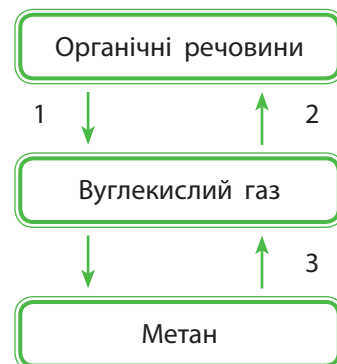 Органічні речовини
1 2
Вуглекислий газ
3
Метан